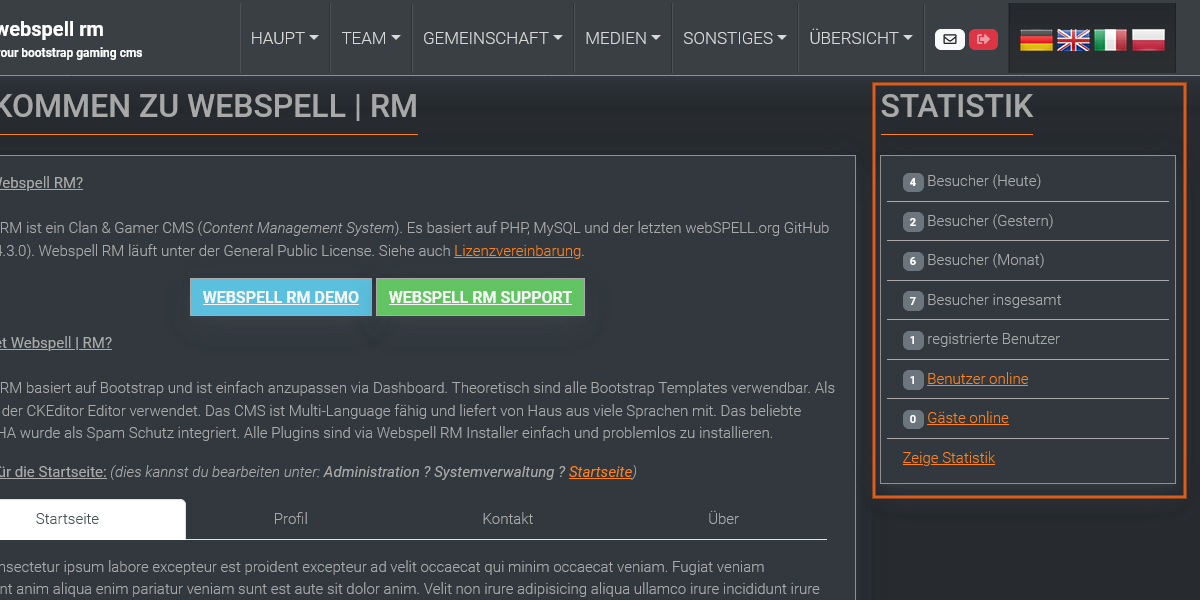 webspell rm
your bootstrap gaming cms
HAUPT
TEAM
GEMEINSCHAFT
MEDIEN
SONSTIGES
ÜBERSICHT
KOMMEN ZU WEBSPELL | RM
Webspell RM?
RM ist ein Clan & Gamer CMS (Content Management System). Es basiert auf PHP, MySQL und der letzten webSPELL.org GitHub
4.3.0). Webspell RM läuft unter der General Public License. Siehe auch Lizenzvereinbarung.
WEBSPELL RM DEMO
WEBSPELL RM SUPPORT
et Webspell | RM?
RM basiert auf Bootstrap und ist einfach anzupassen via Dashboard. Theoretisch sind alle Bootstrap Templates verwendbar. Als
der CKEditor Editor verwendet. Das CMS ist Multi-Language fähig und liefert von Haus aus viele Sprachen mit. Das beliebte
HA wurde als Spam Schutz integriert. Alle Plugins sind via Webspell RM Installer einfach und problemlos zu installieren.
für die Startseite: (dies kannst du bearbeiten unter: Administration ? Systemverwaltung ? Startseite)
Startseite
Profil
Kontakt
Über
nsectetur ipsum labore excepteur est proident excepteur ad velit occaecat qui minim occaecat veniam. Fugiat veniam
nt anim aliqua enim pariatur veniam sunt est aute sit dolor anim. Velit non irure adipisicing aliqua ullamco irure incididunt irure
STATISTIK
4 Besucher (Heute)
2 Besucher (Gestern)
6 Besucher (Monat)
7 Besucher insgesamt
1 registrierte Benutzer
1 Benutzer online
0 Gäste online
Zeige Statistik